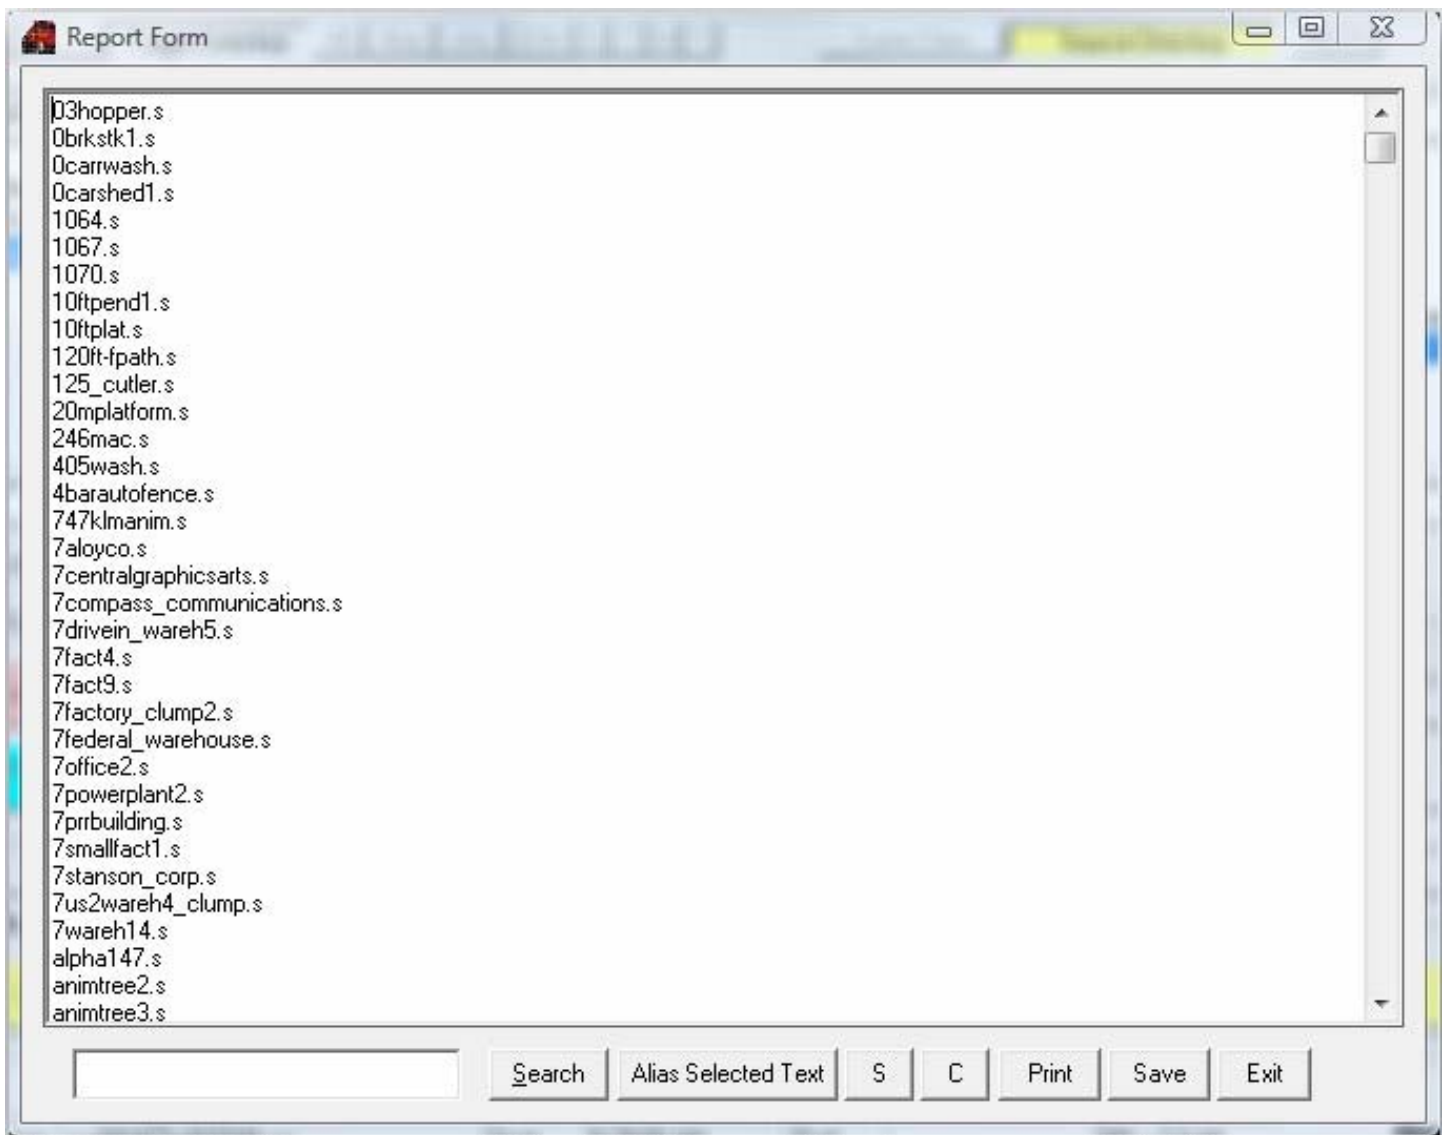 Report Form
03hopper.s
0brkstk1.s
0carrwash.s
0carshed1.s
1064.s
1067.s
1070.s
10ftpend1.s
10ftplat.s
120ft-fpath.s
125_cutler.s
20mplatform.s
246mac.s
405wash.s
4barautofence.s
747klmanim.s
7aloyco.s
7centralgraphicsarts.s
7compass_communications.s
7drivein_wareh5.s
7fact4.s
7fact9.s
7factory_clump2.s
7federal_warehouse.s
7office2.s
7powerplant2.s
7prrbuilding.s
7smallfact1.s
7stanson_corp.s
7us2wareh4_clump.s
7wareh14.s
alpha147.s
animtree2.s
animtree3.s
Search Alias Selected Text S C Print Save Exit